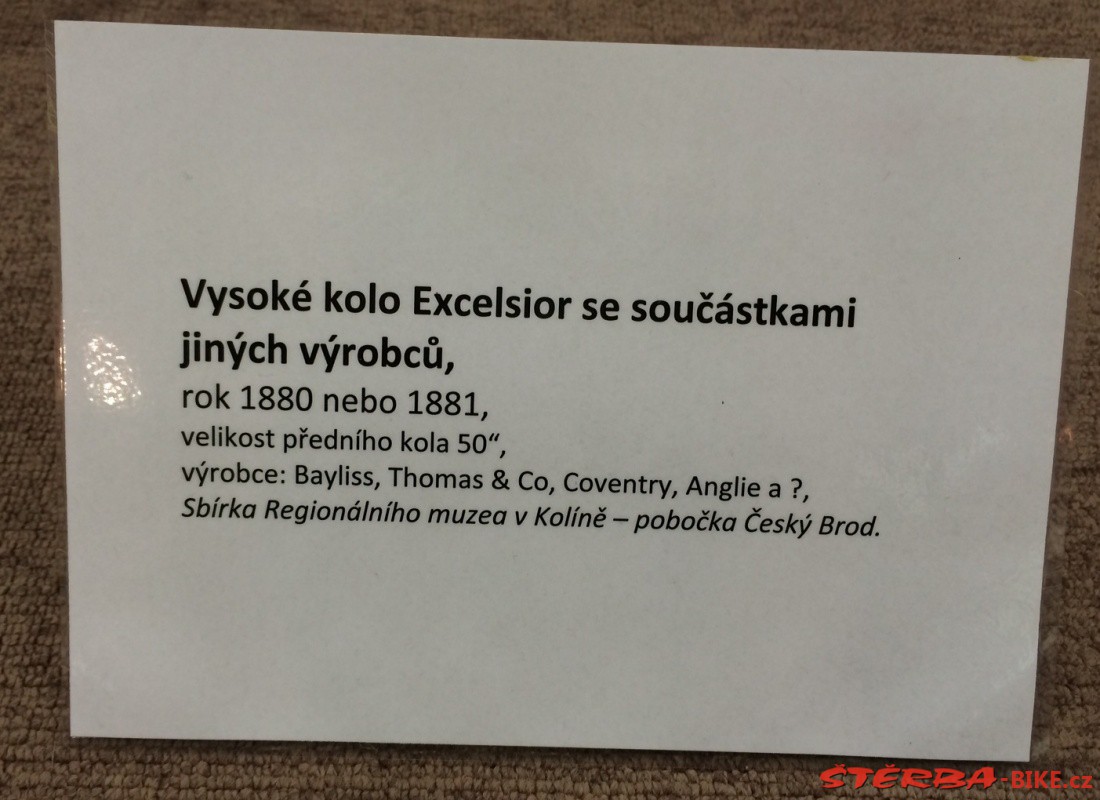 Vysoké kolo Excelsior se součástkami
jiných výrobců,
rok 1880 nebo 1881,
velikost předního kola 50“,
výrobce: Bayliss, Thomas & Co, Coventry, Anglie a ?,
Sbírka Regionálního muzea v Kolíně – pobočka Český Brod.
ŠTĚRBA-BIKE.cz